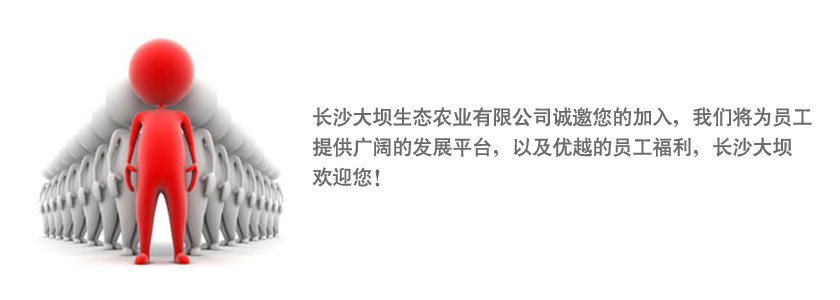 长沙大坝生态农业有限公司诚邀您的加入，我们将为员工
提供广阔的发展平台，以及优越的员工福利，长沙大坝
欢迎您！